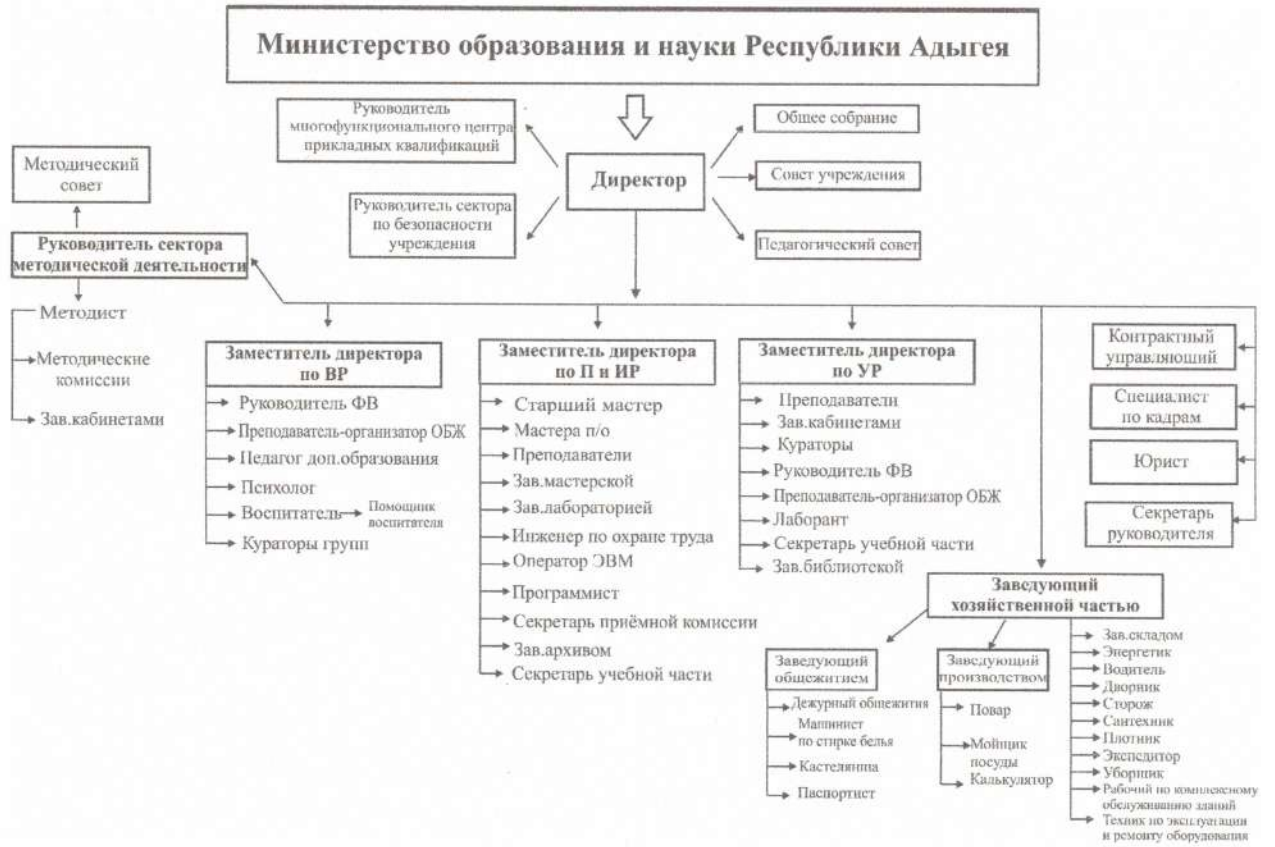 Министерство образования и науки Республики Адыгея
Руководитель
многофункционального центра
прикладных квалификаций
Общее собрание
Директор
Совет учреждения
Руководитель сектора
по безопасности
учреждения
Педагогический совет
Методический
совет
Руководитель сектора
методической деятельности
Методист
Методические
комиссии
Зав.кабинетами
Заместитель директора
по ВР
Руководитель ФВ
Преподаватель-организатор ОБЖ
Педагог доп.образования
Психолог
Воспитатель
Помощник
воспитателя
Кураторы групп
Заместитель директора
по П и ИР
Старший мастер
Мастера п/о
Преподаватели
Зав.мастерской
Зав.лабораторией
Инженер по охране труда
Оператор ЭВМ
Программист
Секретарь приёмной комиссии
Зав.архивом
Секретарь учебной части
Заместитель директора
по УР
Преподаватели
Зав.кабинетами
Кураторы
Руководитель ФВ
Преподаватель-организатор ОБЖ
Лаборант
Секретарь учебной части
Зав.библиотекой
Контрактный
управляющий
Специалист
по кадрам
Юрист
Секретарь
руководителя
Заведующий
хозяйственной частью
Заведующий
общежитием
Дежурный общежития
Машинист
по стирке белья
Кастелянша
Паспортист
Заведующий
производством
Повар
Мойщик
посуды
Калькулятор
Зав.складом
Энергетик
Водитель
Дворник
Сторож
Сантехник
Плотник
Экспедитор
Уборщик
Рабочий по комплексному
обслуживанию зданий
Техник по эксплуатации
и ремонту оборудования